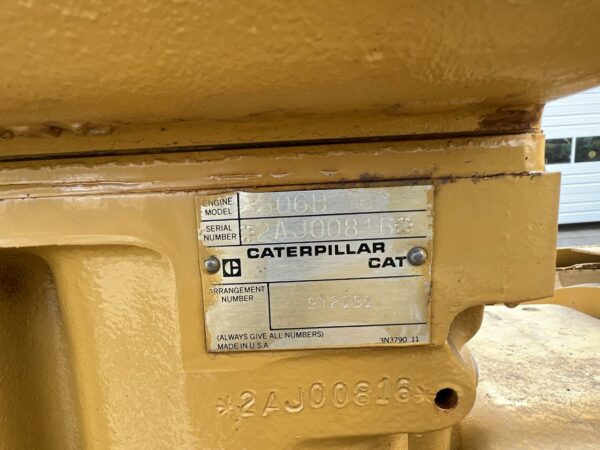 ENGINE MODEL 3306B
SERIAL NUMBER *2AJ00816*
CATERPILLAR
C CAT
ARRANGEMENT NUMBER 9Y2131
(ALWAYS GIVE ALL NUMBERS)
MADE IN U.S.A. 3N3790 11
*2AJ00816*